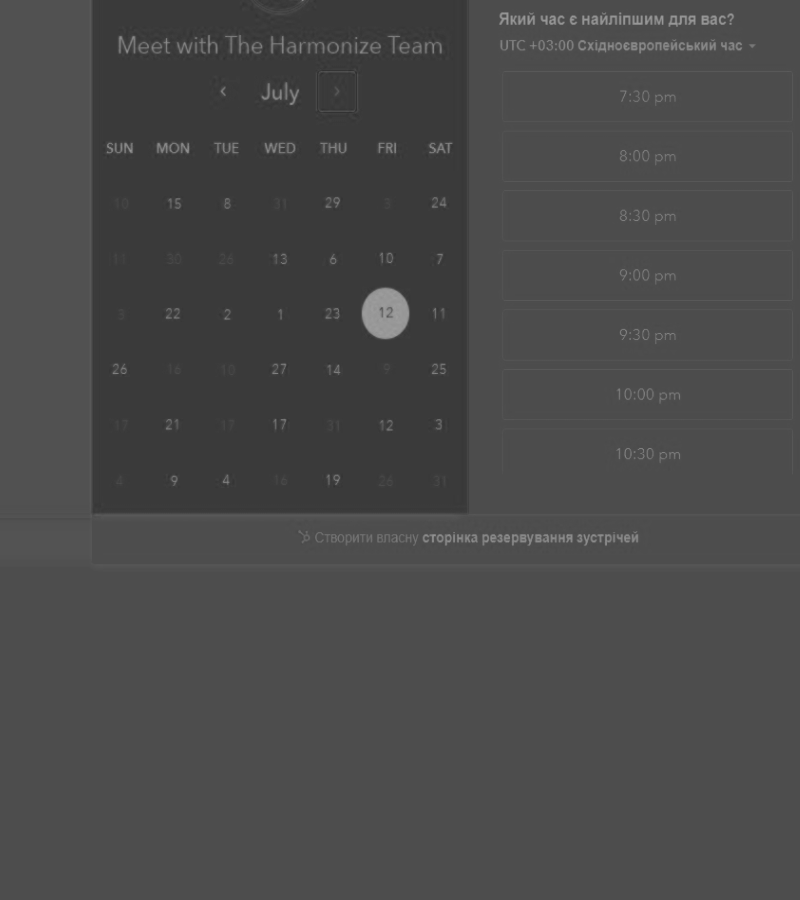 Meet with The Harmonize Team
July
SUN MON TUE WED THU FRI SAT
10 15 8 31 29 3 24
11 30 26 13 6 10 7
5 22 2 1 23 12 11
26 16 10 27 14 9 25
17 21 17 17 31 12 3
4 9 4 16 19 26 31
Який час є найліпшим для вас?
UTC +03:00 Східноєвропейський час
7:30 pm
8:00 pm
8:30 pm
9:00 pm
9:30 pm
10:00 pm
10:30 pm
Створити власну сторінка резервування зустрічей